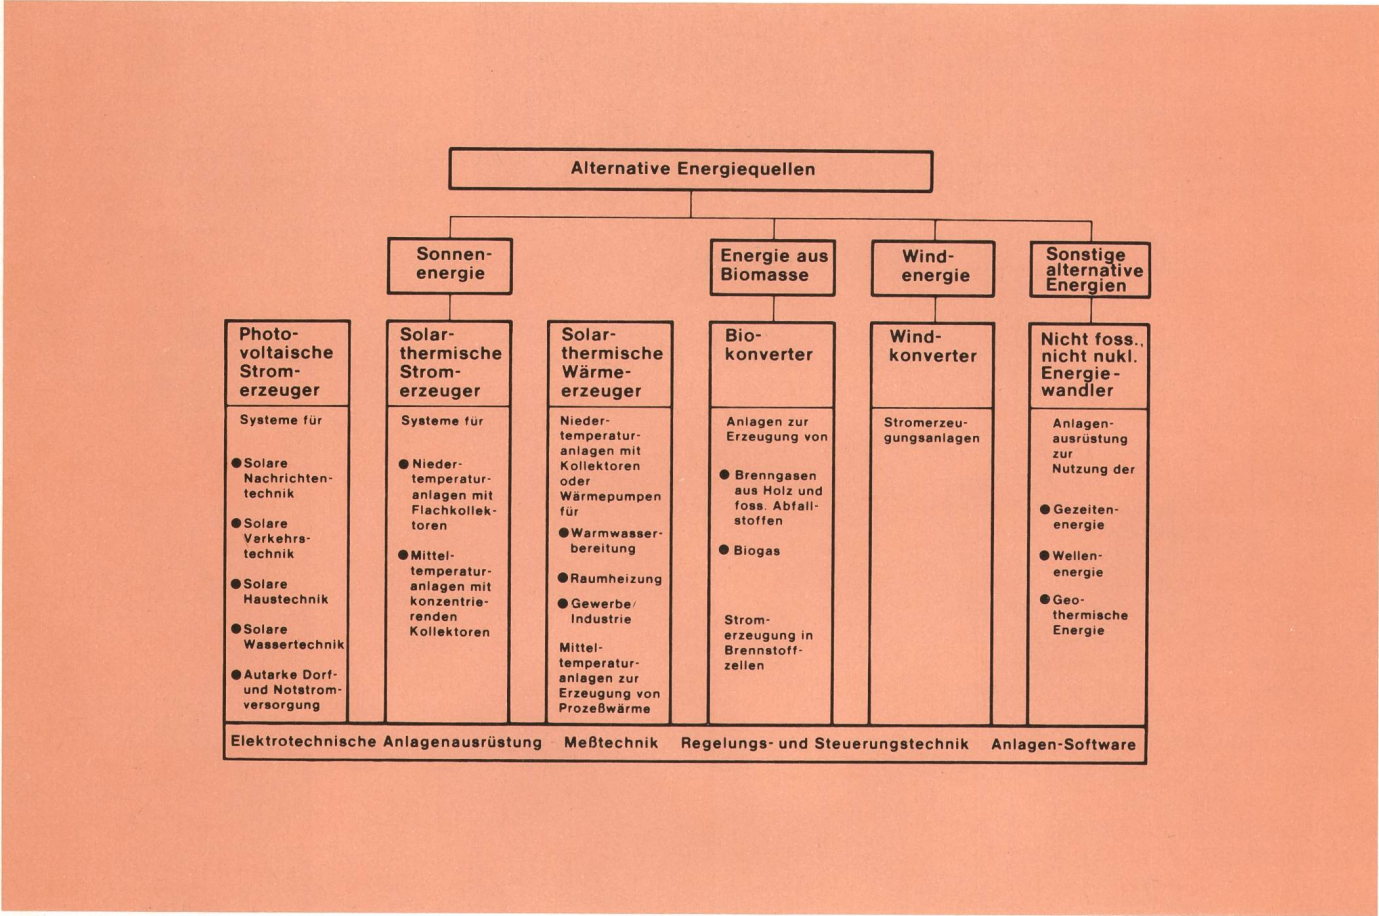 Alternative Energiequellen
Sonnen-
energie
Energie aus
Biomasse
Wind-
energie
Sonstige
alternative
Energien
Photo-
voltaische
Strom-
erzeuger
Systeme für
● Solare
Nachrichten-
technik
● Solare
Verkehrs-
technik
● Solare
Haustechnik
● Solare
Wassertechnik
● Autarke Dorf-
und Notstrom-
versorgung
Solar-
thermische
Strom-
erzeuger
Systeme für
● Nieder-
temperatur-
anlagen mit
Flachkollek-
toren
● Mittel-
temperatur-
anlagen mit
konzentrie-
renden
Kollektoren
Solar-
thermische
Wärme-
erzeuger
Nieder-
temperatur-
anlagen mit
Kollektoren
oder
Wärmepumpen
für
● Warmwasser-
bereitung
● Raumheizung
● Gewerbe/
Industrie
Mittel-
temperatur-
anlagen zur
Erzeugung von
Prozeßwärme
Bio-
konverter
Anlagen zur
Erzeugung von
● Brenngasen
aus Holz und
foss. Abfall-
stoffen
● Biogas
Strom-
erzeugung in
Brennstoff-
zellen
Wind-
konverter
Stromerzeu-
gungsanlagen
Nicht foss.,
nicht nukl.
Energie-
wandler
Anlagen-
ausrüstung
zur
Nutzung der
● Gezeiten-
energie
● Wellen-
energie
● Geo-
thermische
Energie
Elektrotechnische Anlagenausrüstung Meßtechnik Regelungs- und Steuerungstechnik Anlagen-Software